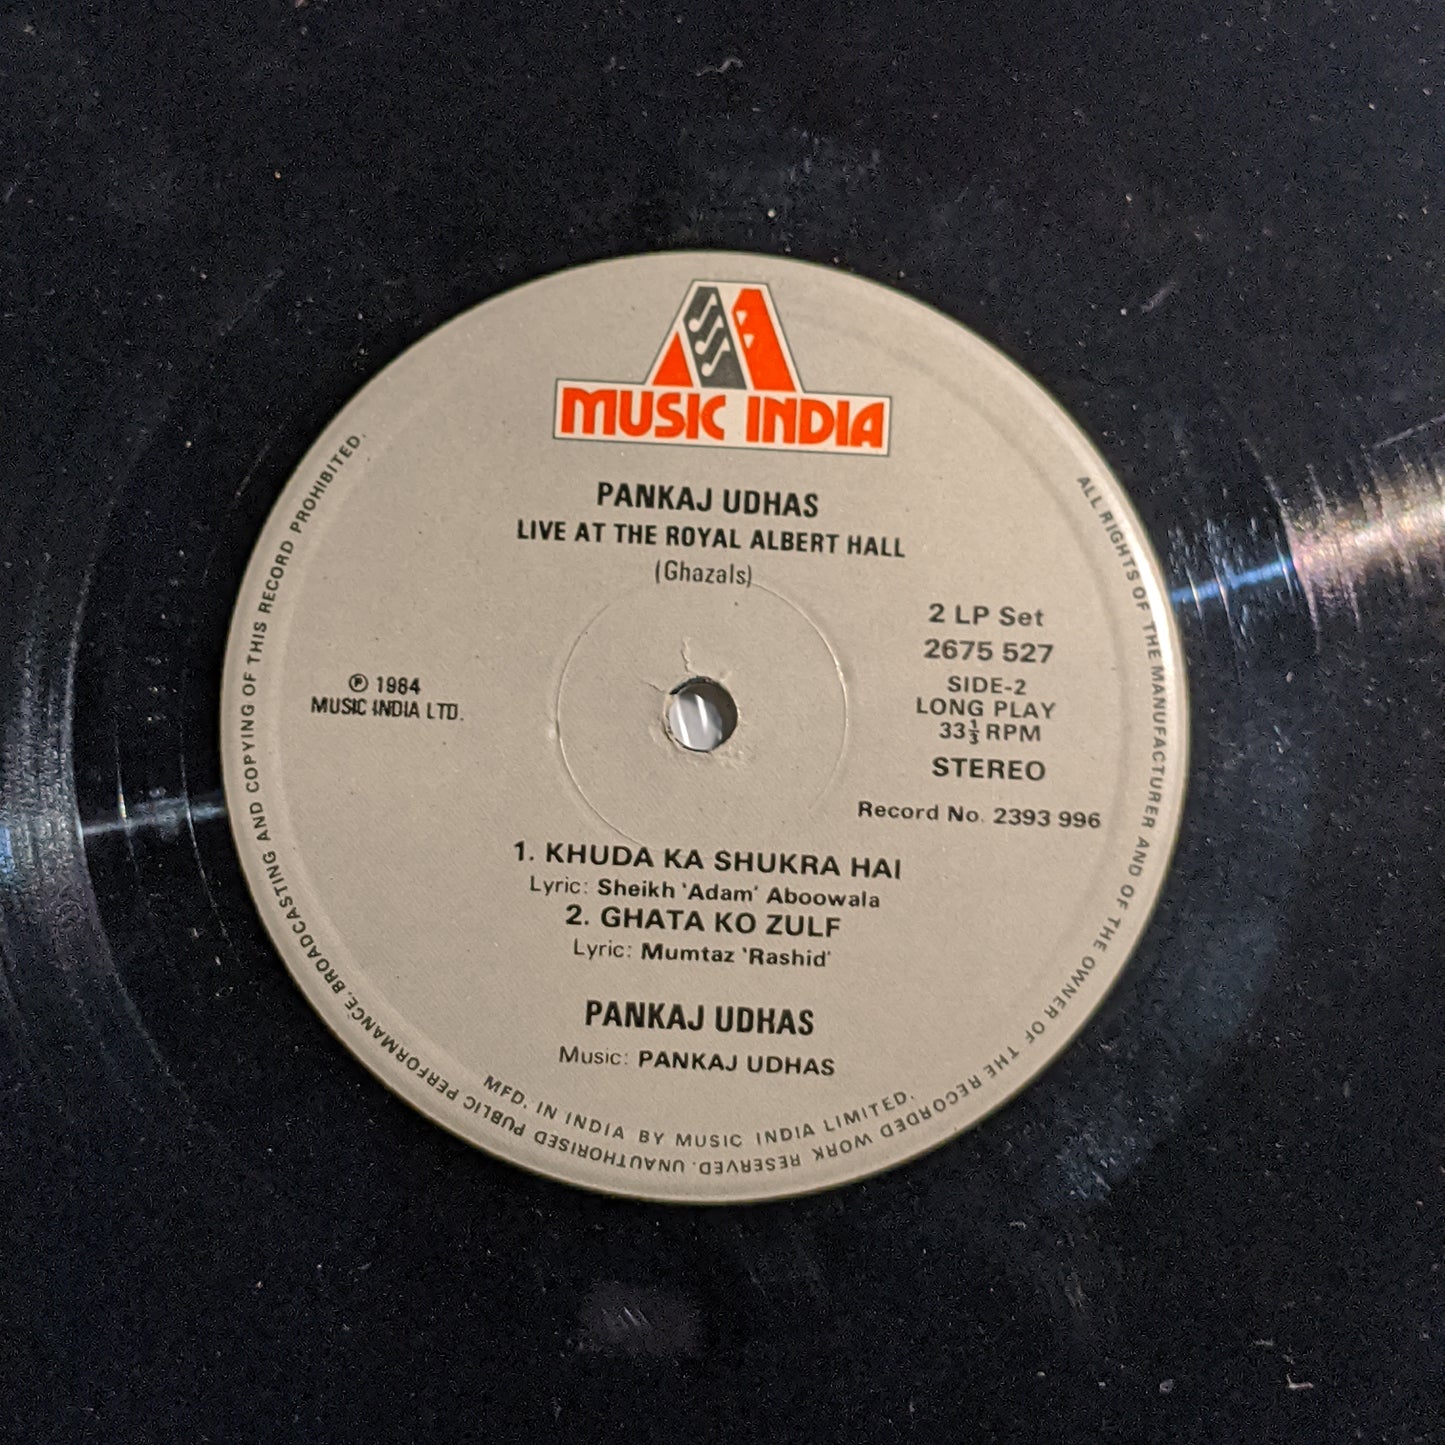 MUSIC INDIA
PANKAJ UDHAS
LIVE AT THE ROYAL ALBERT HALL
(Ghazals)
2 LP Set
2675 527
SIDE-2
LONG PLAY
33⅓ RPM
STEREO
Record No. 2393 996
℗ 1984
MUSIC INDIA LTD.
1. KHUDA KA SHUKRA HAI
Lyric: Sheikh 'Adam' Aboowala
2. GHATA KO ZULF
Lyric: Mumtaz 'Rashid'
PANKAJ UDHAS
Music: PANKAJ UDHAS
MFD. IN INDIA BY MUSIC INDIA LIMITED.
ALL RIGHTS OF THE MANUFACTURER AND OF THE OWNER OF THE RECORDED WORK RESERVED. UNAUTHORISED PUBLIC PERFORMANCE, BROADCASTING AND COPYING OF THIS RECORD PROHIBITED.